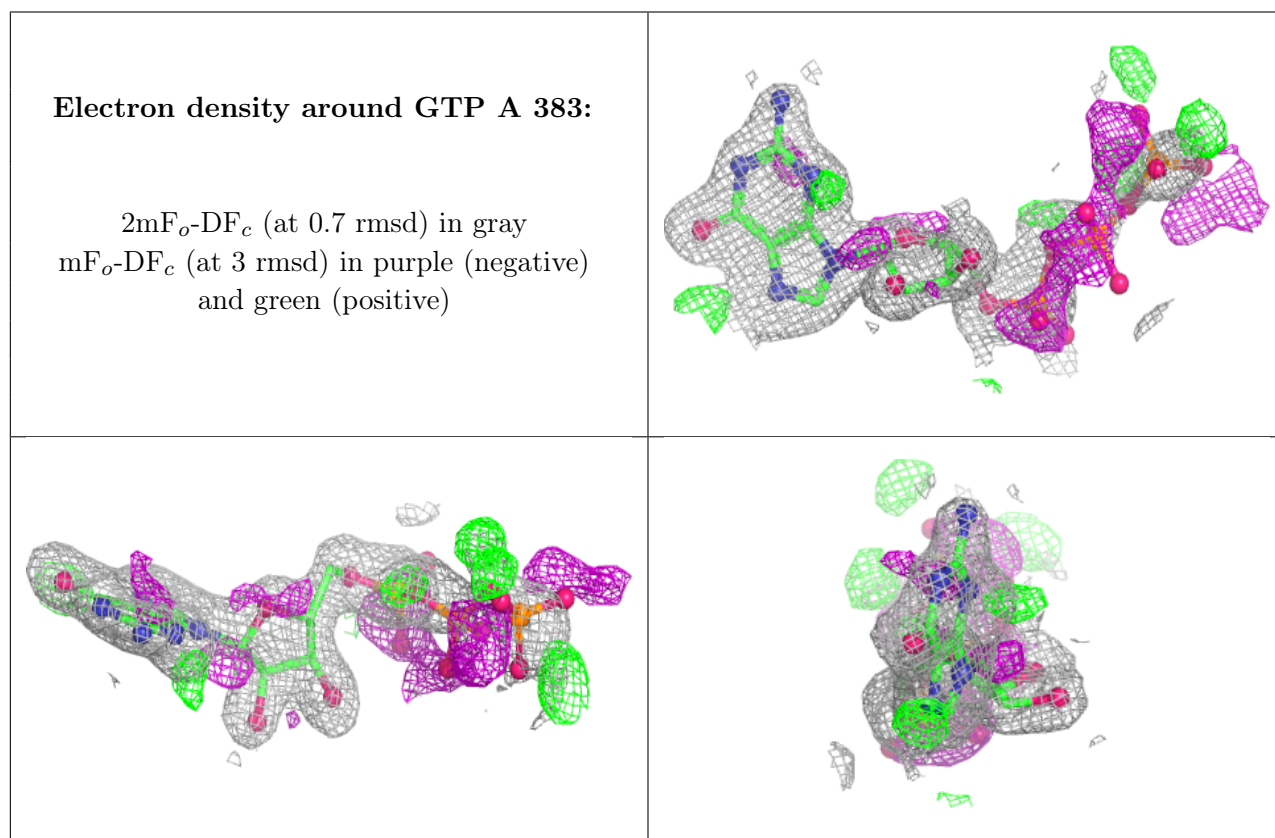 Electron density around GTP A 383:
2mFo-DFc (at 0.7 rmsd) in gray
mFo-DFc (at 3 rmsd) in purple (negative)
and green (positive)